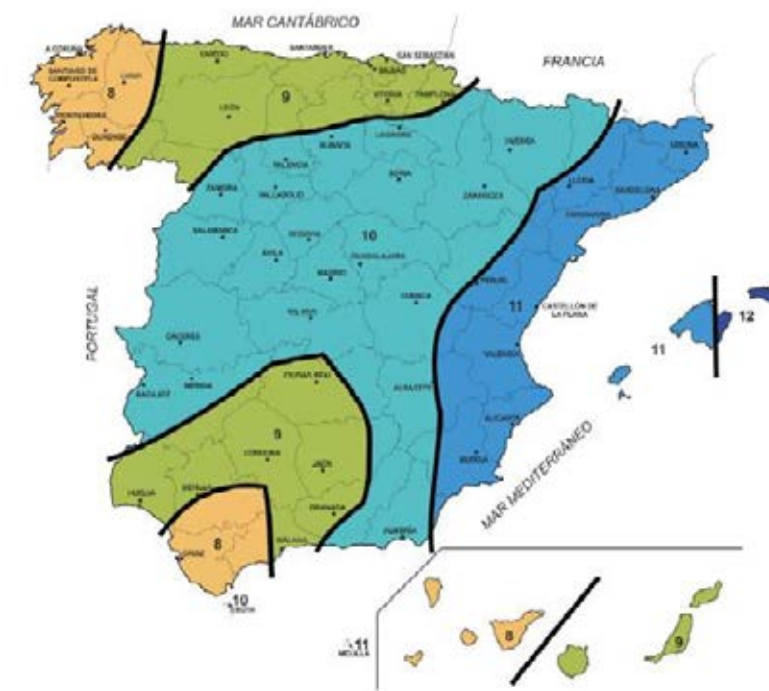 MAR CANTÁBRICO
A CORUÑA
SANTANDER
OVIEDO
SAN SEBASTIÁN
FRANCIA
BILBAO
SANTIAGO DE
COMPOSTELA
LUGO
8
9
VITORIA
PAMPLONA
GIRONA
LEÓN
PONTEVEDRA
OURENSE
LOGROÑO
BURGOS
HUESCA
PALENCIA
LLEIDA
BARCELONA
ZAMORA
VALLADOLID
SORIA
ZARAGOZA
TARRAGONA
SALAMANCA
SEGOVIA
10
GUADALAJARA
ÁVILA
MADRID
TERUEL
CUENCA
11
CASTELLÓN DE
LA PLANA
12
PORTUGAL
TOLEDO
11
CÁCERES
VALENCIA
CIUDAD REAL
BADAJOZ
MÉRIDA
ALBACETE
ALICANTE
9
CÓRDOBA
MURCIA
MAR MEDITERRÁNEO
JAÉN
HUELVA
SEVILLA
GRANADA
8
CÁDIZ
MÁLAGA
ALMERÍA
10
CEUTA
11
MELILLA
8
9